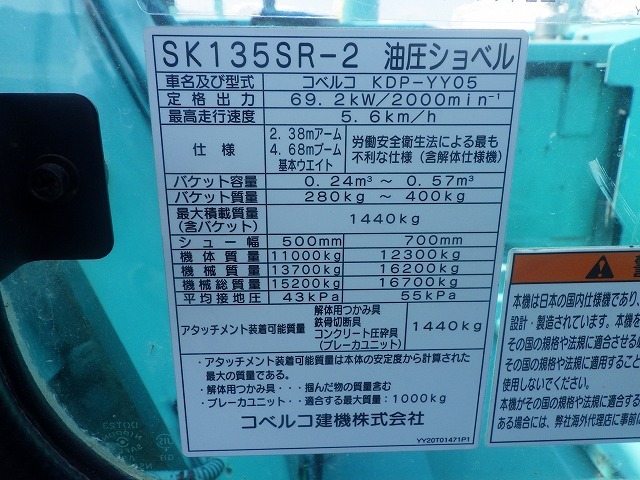 SK135SR-2 油圧ショベル
車名及び型式 コベルコ KDP-YY05
定格出力 69.2kW/2000min⁻¹
最高走行速度 5.6km/h
仕様 2.38mアーム 4.68mブーム 基本ウエイト 労働安全衛生法による最も不利な仕様(含解体仕様機)
バケット容量 0.24m³ ~ 0.57m³
バケット質量 280kg ~ 400kg
最大積載質量(含バケット) 1440kg
シュー幅 500mm 700mm
機体質量 11000kg 12300kg
機械質量 13700kg 16200kg
機械総質量 15200kg 16700kg
平均接地圧 43kPa 55kPa
アタッチメント装着可能質量 解体用つかみ具 鉄骨切断具 コンクリート圧砕具 (ブレーカユニット) 1440kg
・アタッチメント装着可能質量は本体の安定度から計算された
最大の質量である。
・解体用つかみ具・・・掴んだ物の質量含む
・ブレーカユニット・・適合する最大質量:1000kg
コベルコ建機株式会社
YY20T01471P1
本機は日本の国内仕様機であり、
設計・製造されています。
その国の規格や法規に適合
その国の規格や法規に適用すること
使用しないでください。
本機がその国の規格や法規
ある場合には、弊社海外代理店に事前に